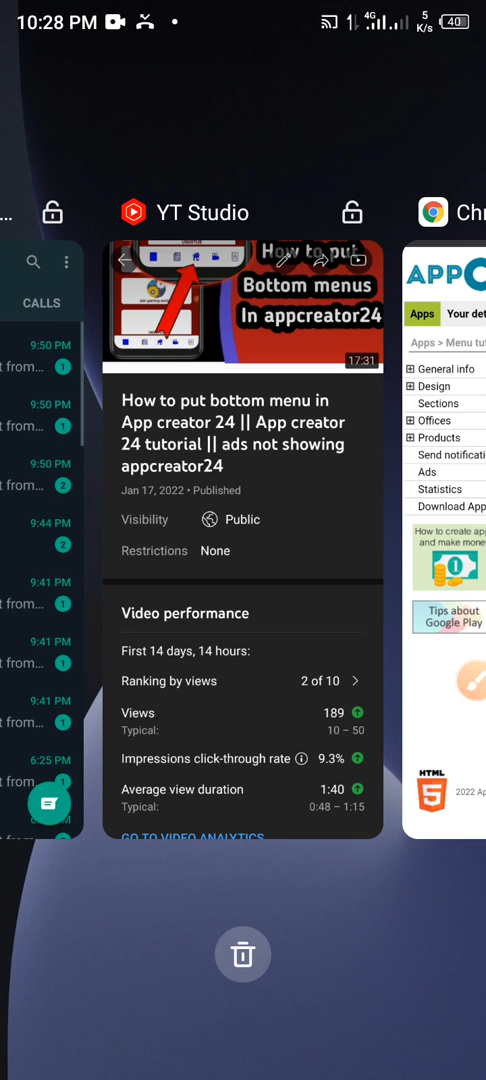 10:28 PM
4G
5
K/s
40
...
YT Studio
Chr
CALLS
9:50 PM
t from...
1
9:50 PM
t from...
1
9:50 PM
t from...
2
9:44 PM
2
9:41 PM
t from...
1
9:41 PM
t from...
1
9:41 PM
t from...
1
6:25 PM
t from...
1
How to put
Bottom menus
In appcreator24
17:31
How to put bottom menu in
App creator 24 || App creator
24 tutorial || ads not showing
appcreator24
Jan 17, 2022 • Published
Visibility Public
Restrictions None
Video performance
First 14 days, 14 hours:
Ranking by views 2 of 10
Views 189
Typical: 10 – 50
Impressions click-through rate 9.3%
Average view duration 1:40
Typical: 0:48 – 1:15
GO TO VIDEO ANALYTICS
APPC
Apps Your det
Apps > Menu tut
General info
Design
Sections
Offices
Products
Send notificati
Ads
Statistics
Download App
How to create ap
and make mone
1
Tips about
Google Play
HTML
5
2022 Ap